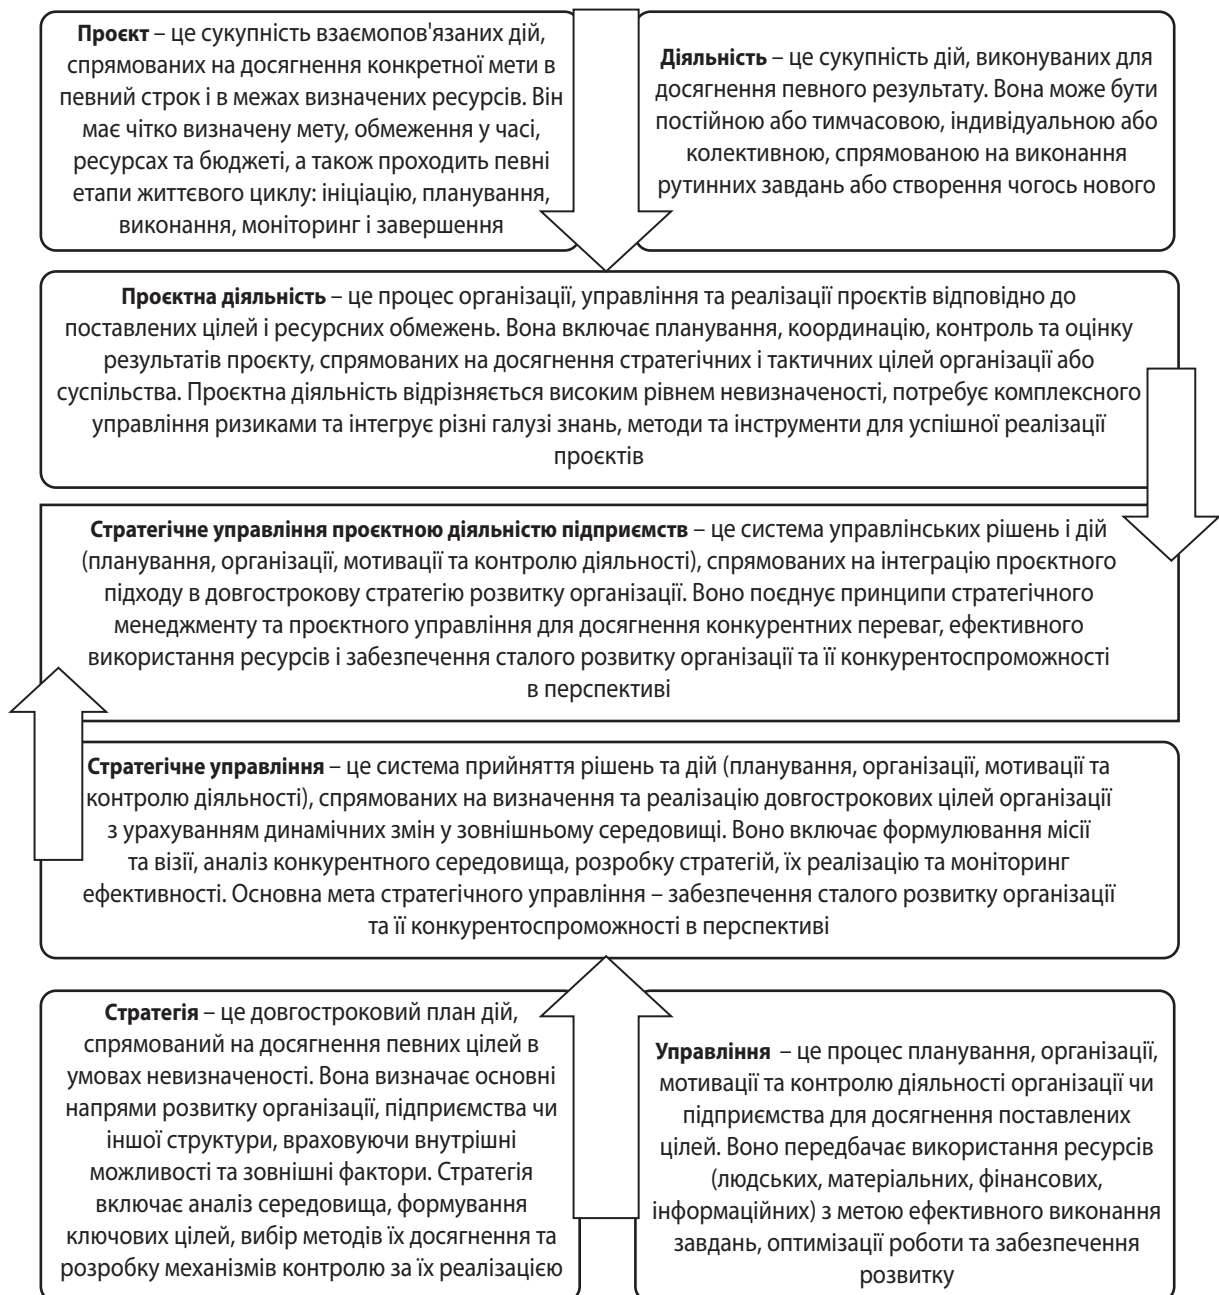 Проєкт – це сукупність взаємопов'язаних дій,
спрямованих на досягнення конкретної мети в
певний строк і в межах визначених ресурсів. Він
має чітко визначену мету, обмеження у часі,
ресурсах та бюджеті, а також проходить певні
етапи життєвого циклу: ініціацію, планування,
виконання, моніторинг і завершення
Діяльність – це сукупність дій, виконуваних для
досягнення певного результату. Вона може бути
постійною або тимчасовою, індивідуальною або
колективною, спрямованою на виконання
рутинних завдань або створення чогось нового
Проєктна діяльність – це процес організації, управління та реалізації проєктів відповідно до
поставлених цілей і ресурсних обмежень. Вона включає планування, координацію, контроль та оцінку
результатів проєкту, спрямованих на досягнення стратегічних і тактичних цілей організації або
суспільства. Проєктна діяльність відрізняється високим рівнем невизначеності, потребує комплексного
управління ризиками та інтегрує різні галузі знань, методи та інструменти для успішної реалізації
проєктів
Стратегічне управління проєктною діяльністю підприємств – це система управлінських рішень і дій
(планування, організації, мотивації та контролю діяльності), спрямованих на інтеграцію проєктного
підходу в довгострокову стратегію розвитку організації. Воно поєднує принципи стратегічного
менеджменту та проєктного управління для досягнення конкурентних переваг, ефективного
використання ресурсів і забезпечення сталого розвитку організації та її конкурентоспроможності
в перспективі
Стратегічне управління – це система прийняття рішень та дій (планування, організації, мотивації та
контролю діяльності), спрямованих на визначення та реалізацію довгострокових цілей організації
з урахуванням динамічних змін у зовнішньому середовищі. Воно включає формулювання місії
та візії, аналіз конкурентного середовища, розробку стратегій, їх реалізацію та моніторинг
ефективності. Основна мета стратегічного управління – забезпечення сталого розвитку організації
та її конкурентоспроможності в перспективі
Стратегія – це довгостроковий план дій,
спрямований на досягнення певних цілей в
умовах невизначеності. Вона визначає основні
напрями розвитку організації, підприємства чи
іншої структури, враховуючи внутрішні
можливості та зовнішні фактори. Стратегія
включає аналіз середовища, формування
ключових цілей, вибір методів їх досягнення та
розробку механізмів контролю за їх реалізацією
Управління – це процес планування, організації,
мотивації та контролю діяльності організації чи
підприємства для досягнення поставлених
цілей. Воно передбачає використання ресурсів
(людських, матеріальних, фінансових,
інформаційних) з метою ефективного виконання
завдань, оптимізації роботи та забезпечення
розвитку